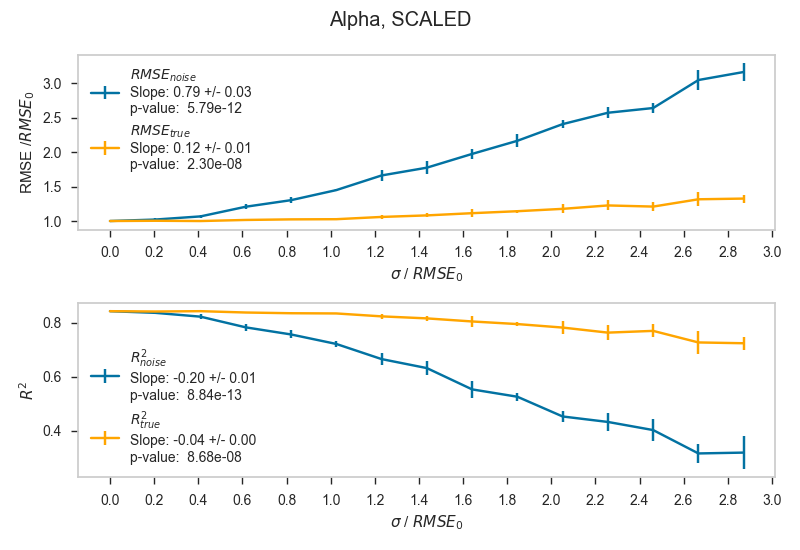 Alpha, SCALED
RMSE /RMSE₀
3.0
2.5
2.0
1.5
1.0
RMSE_noise
Slope: 0.79 +/- 0.03
p-value:  5.79e-12
RMSE_true
Slope: 0.12 +/- 0.01
p-value:  2.30e-08
0.0 0.2 0.4 0.6 0.8 1.0 1.2 1.4 1.6 1.8 2.0 2.2 2.4 2.6 2.8 3.0
σ / RMSE₀
R²
0.8
0.6
0.4
R²_noise
Slope: -0.20 +/- 0.01
p-value:  8.84e-13
R²_true
Slope: -0.04 +/- 0.00
p-value:  8.68e-08
0.0 0.2 0.4 0.6 0.8 1.0 1.2 1.4 1.6 1.8 2.0 2.2 2.4 2.6 2.8 3.0
σ / RMSE₀